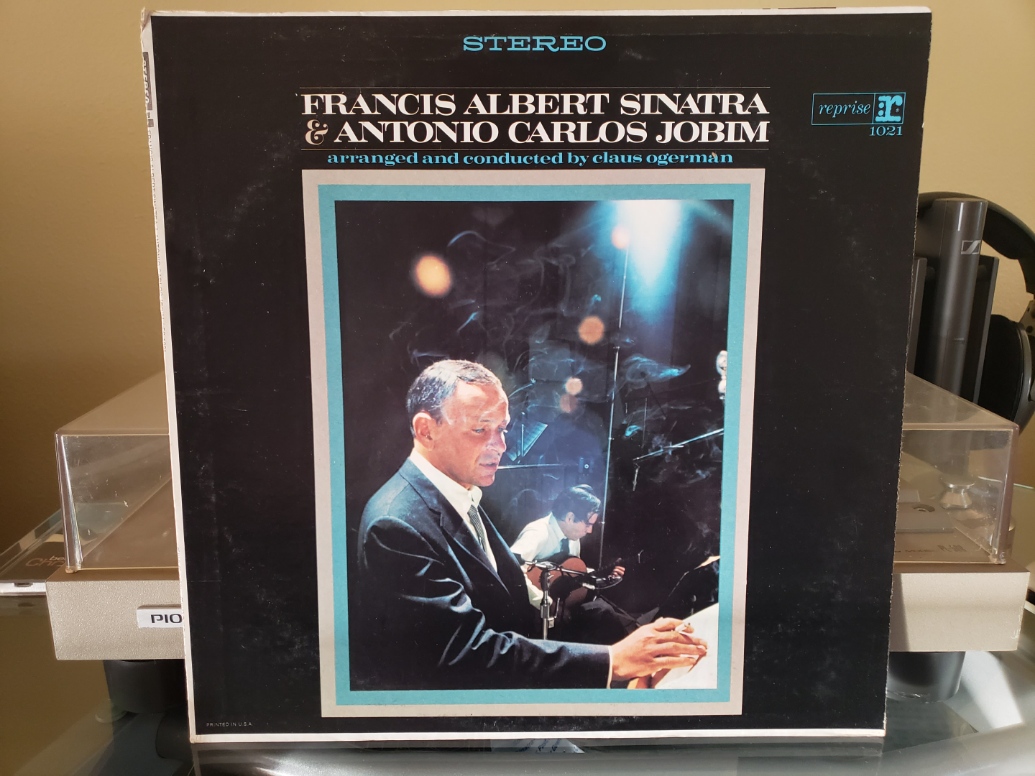 STEREO
FRANCIS ALBERT SINATRA
& ANTONIO CARLOS JOBIM
arranged and conducted by claus ogerman
reprise r
1021
PIO
PRINTED IN U.S.A.